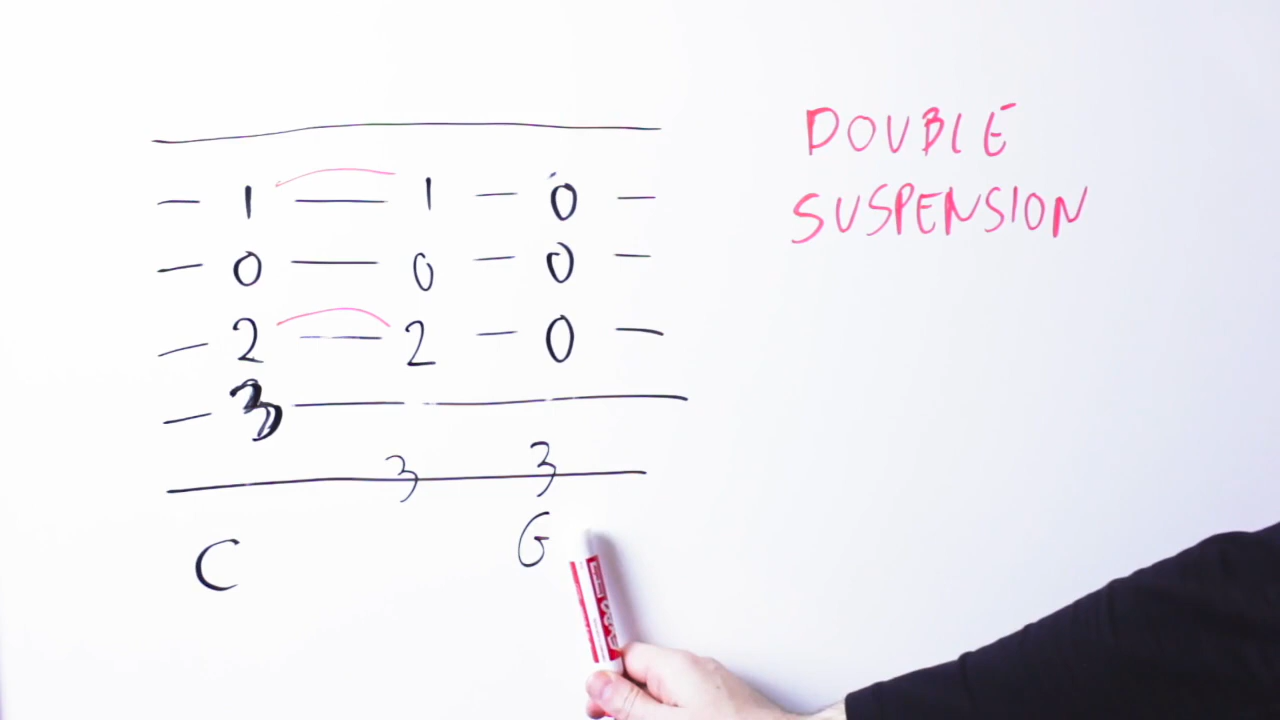 DOUBLE
SUSPENSION
1 1 0
0 0 0
2 2 0
3
3 3
C G